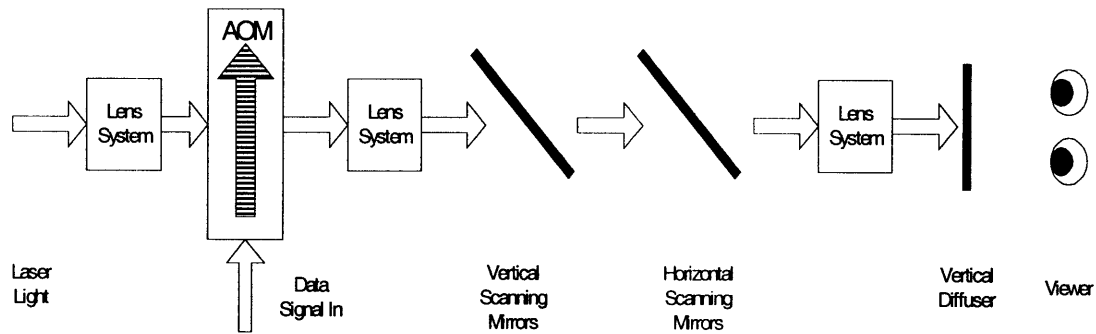 AOM
Lens
System
Lens
System
Lens
System
Laser
Light
Data
Signal In
Vertical
Scanning
Mirrors
Horizontal
Scanning
Mirrors
Vertical
Diffuser
Viewer